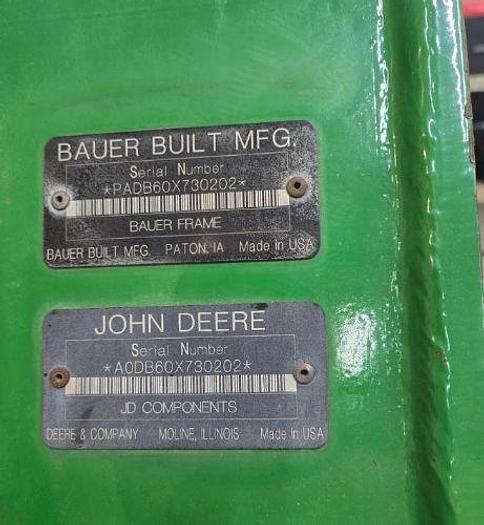 BAUER BUILT MFG.
Serial Number
*PADB60X730202*
BAUER FRAME
BAUER BUILT MFG. PATON, IA Made in USA
JOHN DEERE
Serial Number
*A0DB60X730202*
JD COMPONENTS
DEERE & COMPANY MOLINE, ILLINOIS Made In USA